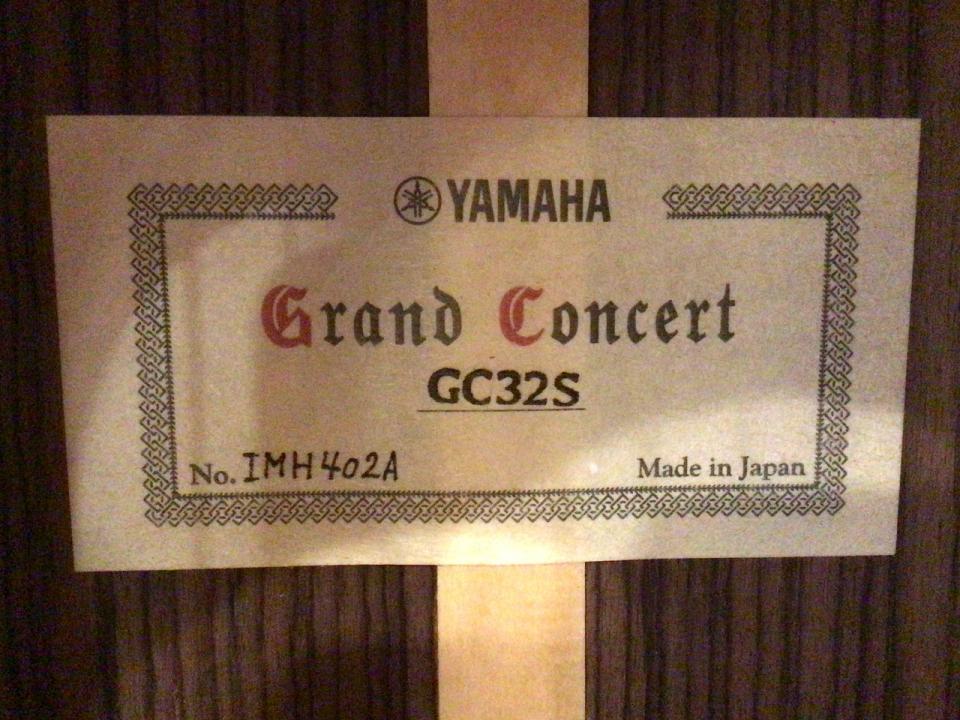 YAMAHA
Grand Concert
GC32S
No. IMH402A Made in Japan